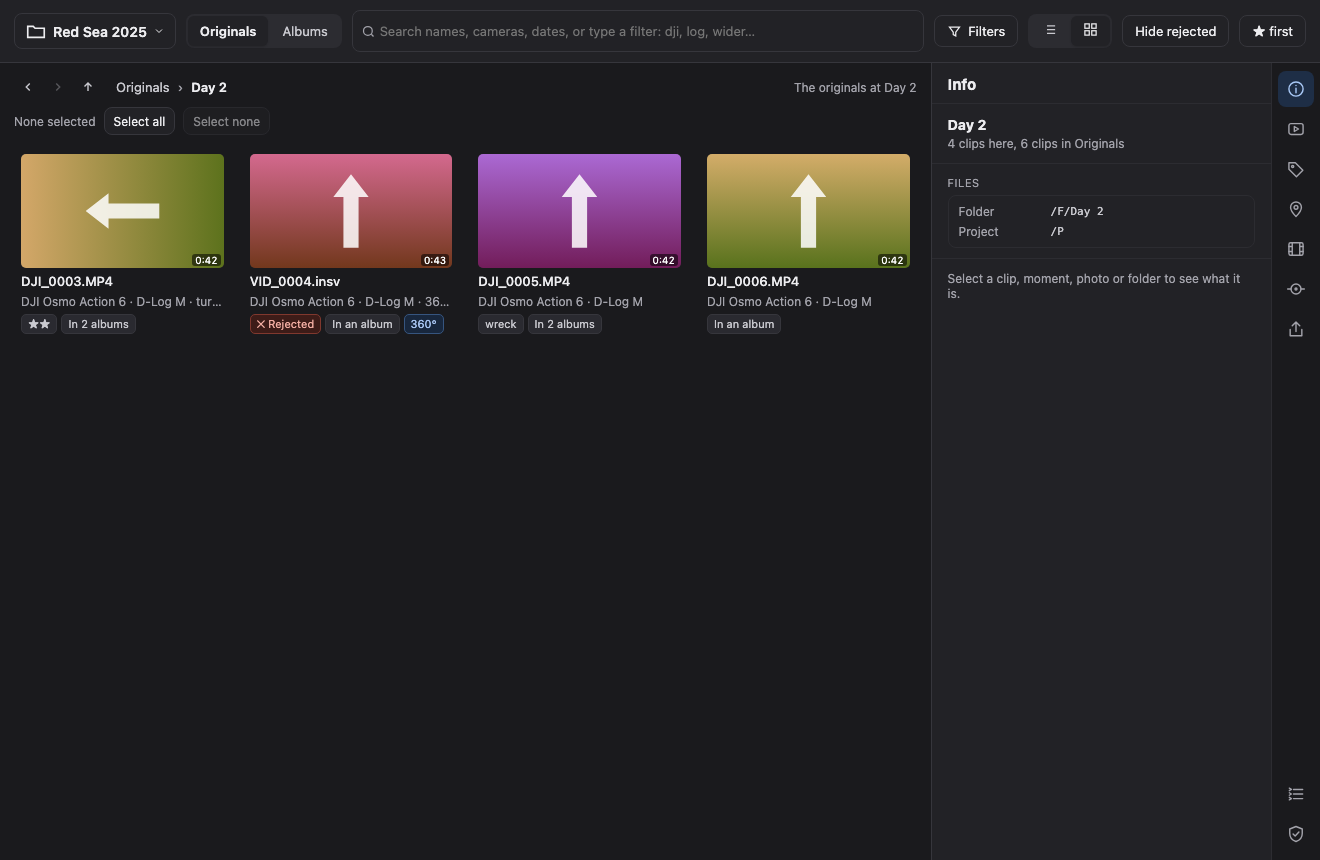 Red Sea 2025
Originals
Albums
Search names, cameras, dates, or type a filter: dji, log, wider...
Filters
Hide rejected
★ first
Originals › Day 2
The originals at Day 2
None selected
Select all
Select none
0:42
0:43
0:42
0:42
DJI_0003.MP4
DJI Osmo Action 6 · D-Log M · tur...
★★
In 2 albums
VID_0004.insv
DJI Osmo Action 6 · D-Log M · 36...
Rejected
In an album
360°
DJI_0005.MP4
DJI Osmo Action 6 · D-Log M
wreck
In 2 albums
DJI_0006.MP4
DJI Osmo Action 6 · D-Log M
In an album
Info
Day 2
4 clips here, 6 clips in Originals
FILES
Folder /F/Day 2
Project /P
Select a clip, moment, photo or folder to see what it
is.